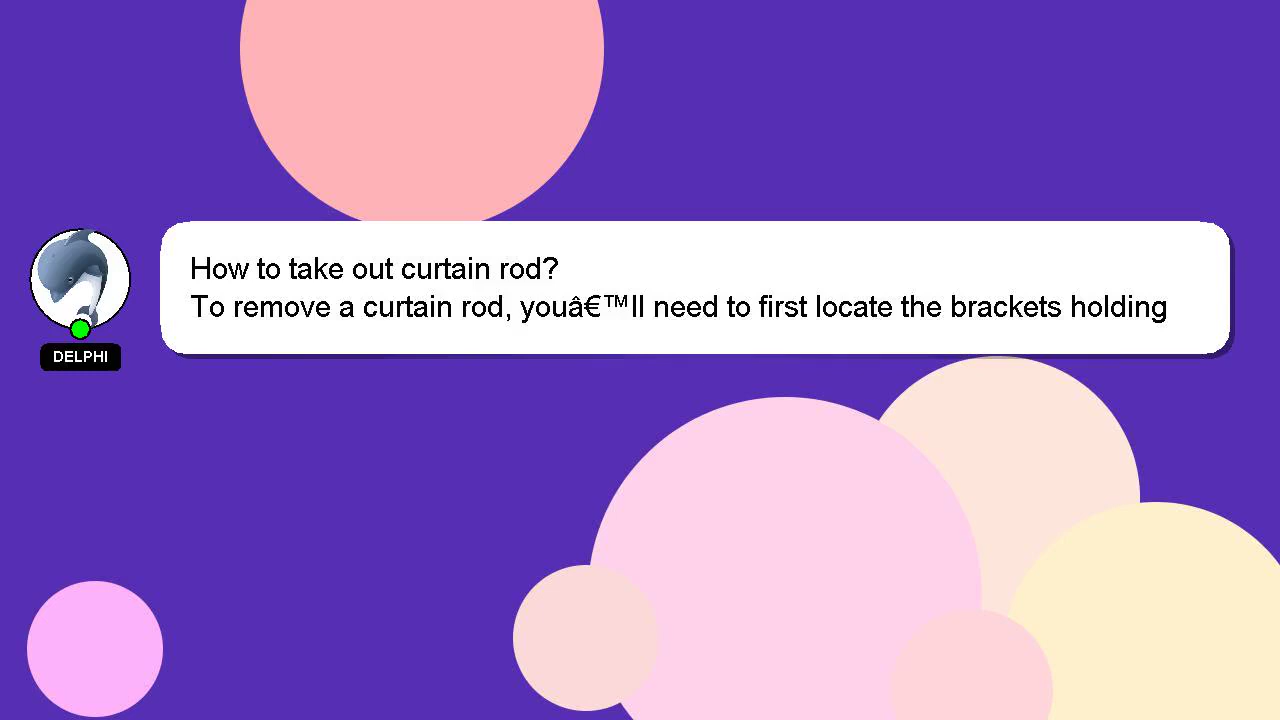 How to take out curtain rod?
To remove a curtain rod, youâ€™ll need to first locate the brackets holding
DELPHI